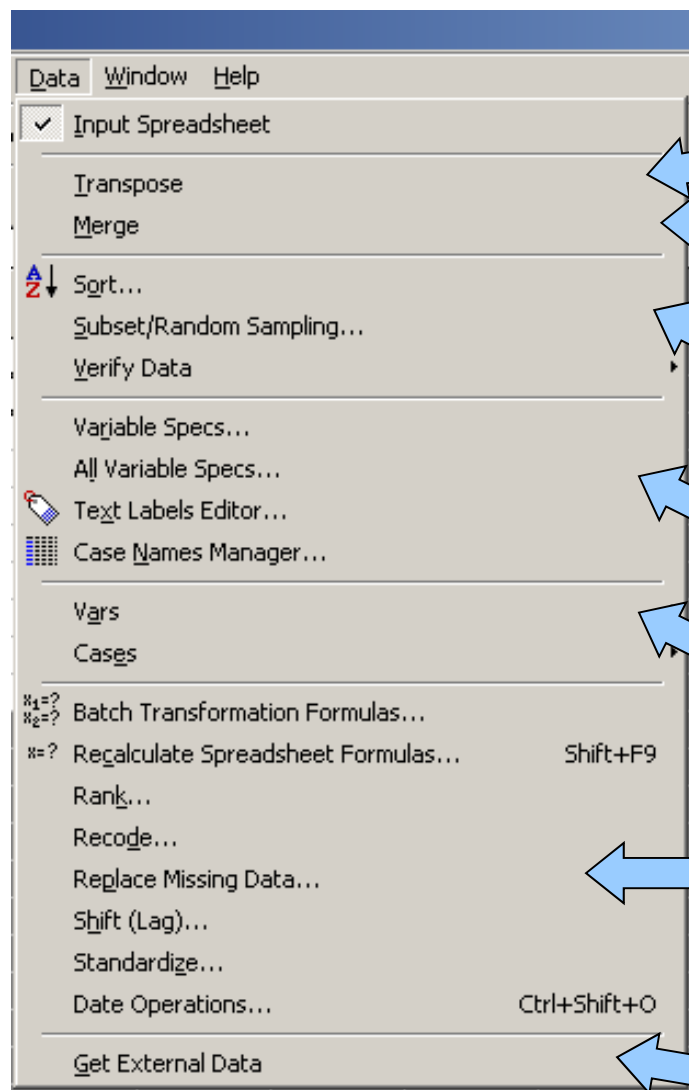 Data Window Help
Input Spreadsheet
Transpose
Merge
A
Z Sort...
Subset/Random Sampling...
Verify Data
Variable Specs...
All Variable Specs...
Text Labels Editor...
Case Names Manager...
Vars
Cases
x1=?
x2=? Batch Transformation Formulas...
x=? Recalculate Spreadsheet Formulas... Shift+F9
Rank...
Recode...
Replace Missing Data...
Shift (Lag)...
Standardize...
Date Operations... Ctrl+Shift+O
Get External Data